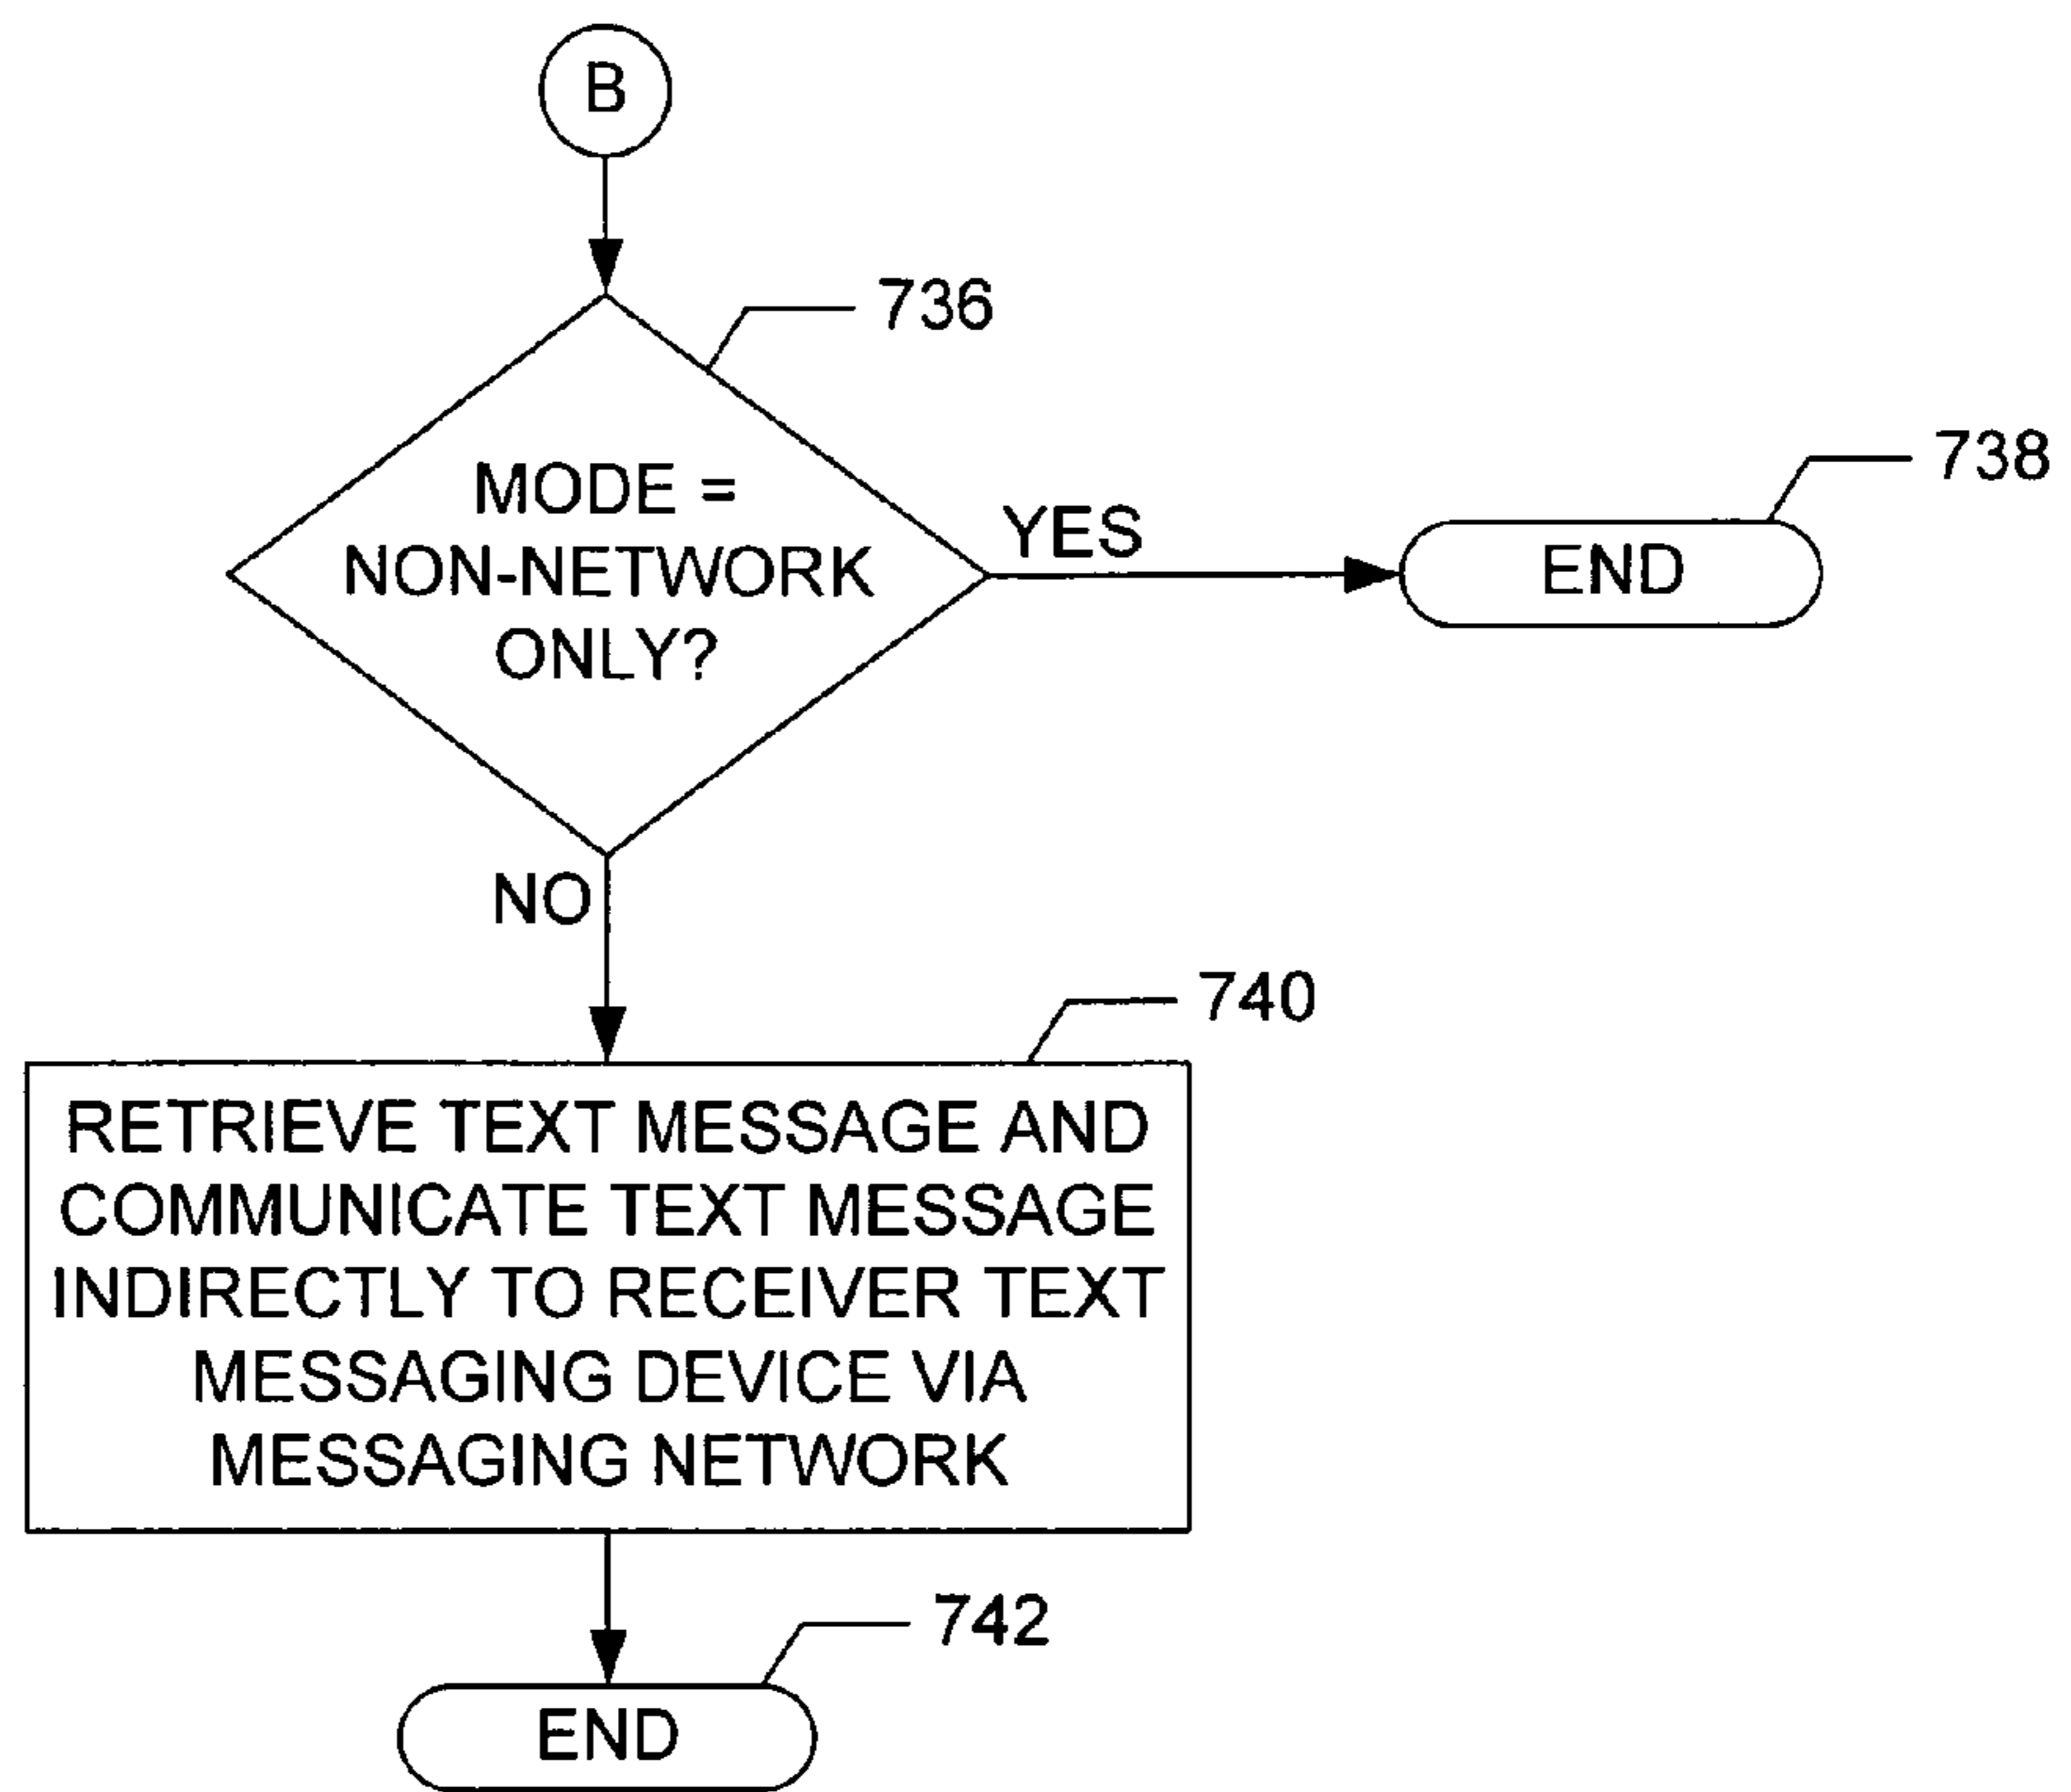 B
736
MODE =
NON-NETWORK
ONLY?
YES
738
END
NO
740
RETRIEVE TEXT MESSAGE AND
COMMUNICATE TEXT MESSAGE
INDIRECTLY TO RECEIVER TEXT
MESSAGING DEVICE VIA
MESSAGING NETWORK
742
END